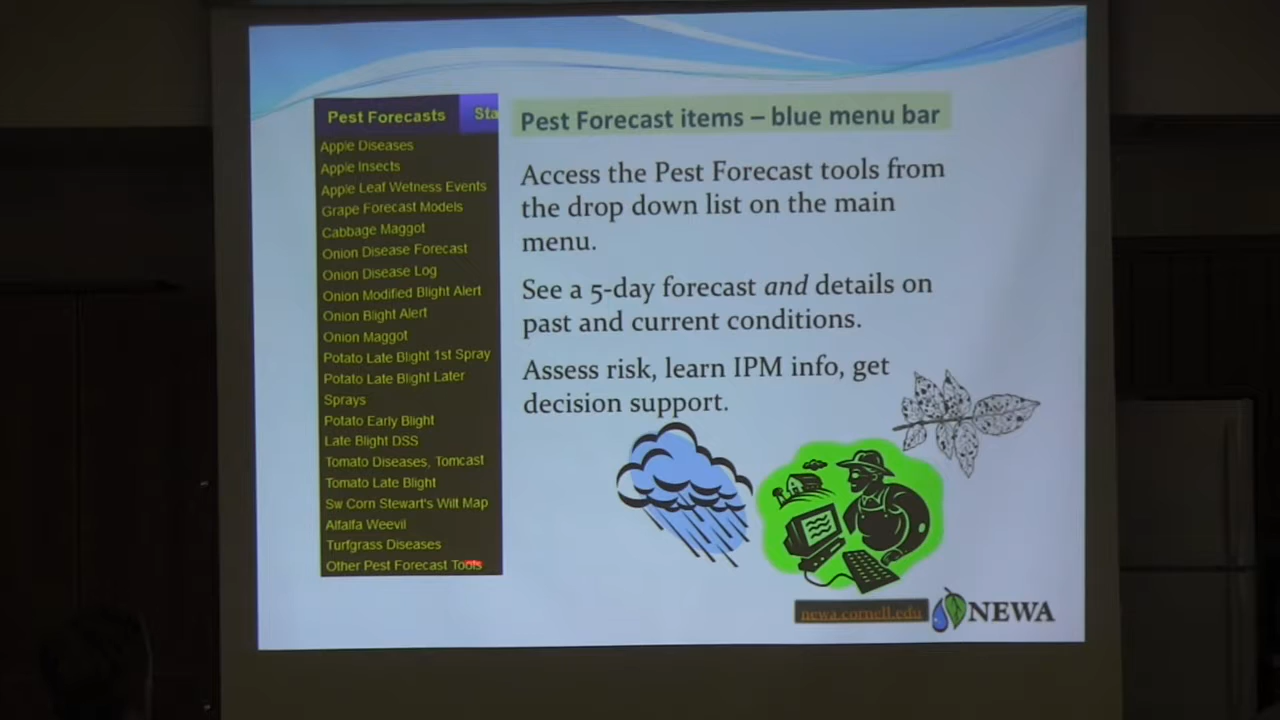 Pest Forecasts
Sta
Apple Diseases
Apple Insects
Apple Leaf Wetness Events
Grape Forecast Models
Cabbage Maggot
Onion Disease Forecast
Onion Disease Log
Onion Modified Blight Alert
Onion Blight Alert
Onion Maggot
Potato Late Blight 1st Spray
Potato Late Blight Later
Sprays
Potato Early Blight
Late Blight DSS
Tomato Diseases, Tomcast
Tomato Late Blight
Sw Corn Stewart's Wilt Map
Alfalfa Weevil
Turfgrass Diseases
Other Pest Forecast Tools
Pest Forecast items – blue menu bar
Access the Pest Forecast tools from
the drop down list on the main
menu.
See a 5-day forecast and details on
past and current conditions.
Assess risk, learn IPM info, get
decision support.
newa.cornell.edu
NEWA